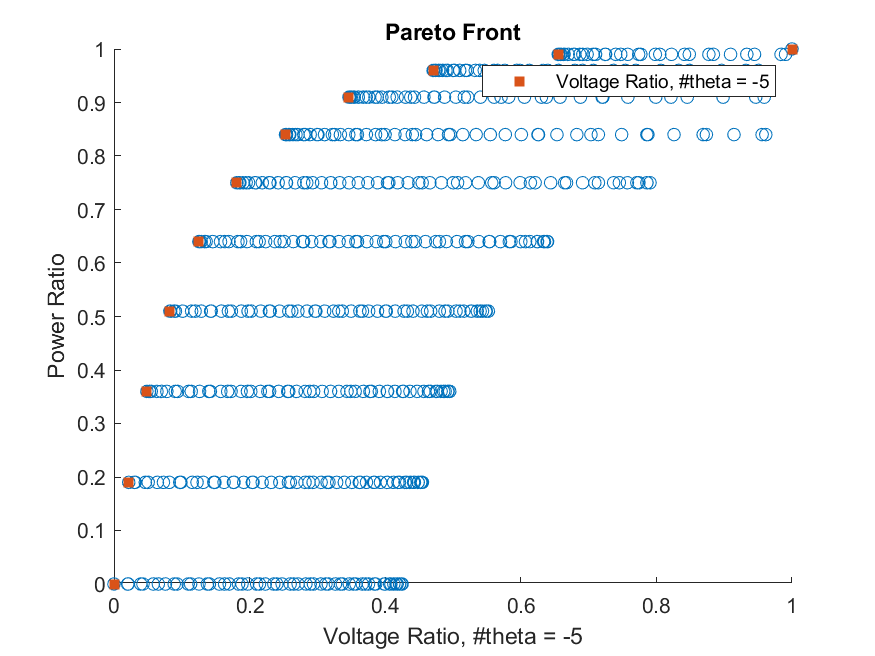 Pareto Front
Voltage Ratio, #theta = -5
Power Ratio
1
0.9
0.8
0.7
0.6
0.5
0.4
0.3
0.2
0.1
0
0 0.2 0.4 0.6 0.8 1
Voltage Ratio, #theta = -5